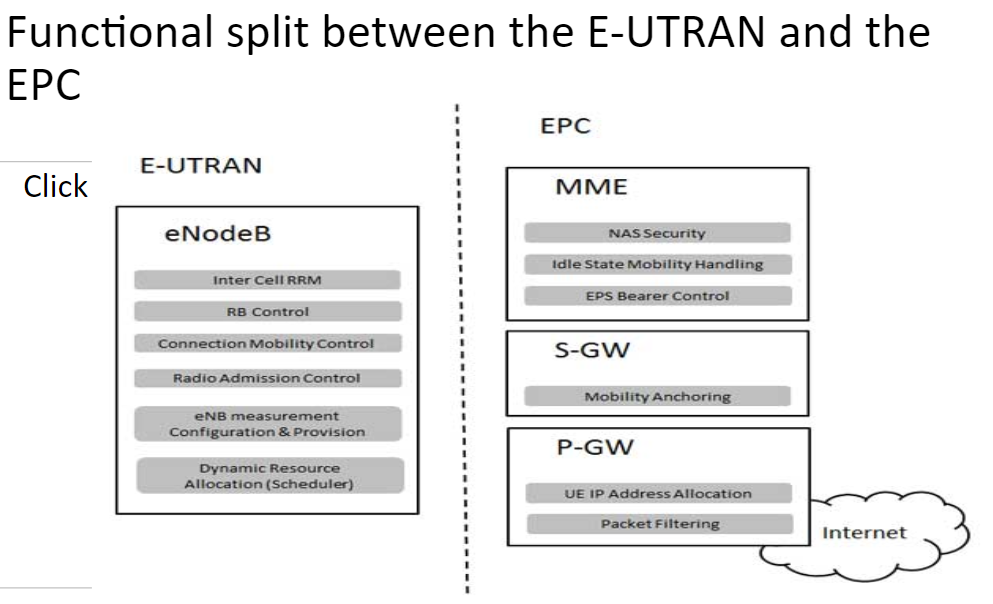 Functional split between the E-UTRAN and the
EPC
Click
E-UTRAN
eNodeB
Inter Cell RRM
RB Control
Connection Mobility Control
Radio Admission Control
eNB measurement
Configuration & Provision
Dynamic Resource
Allocation (Scheduler)
EPC
MME
NAS Security
Idle State Mobility Handling
EPS Bearer Control
S-GW
Mobility Anchoring
P-GW
UE IP Address Allocation
Packet Filtering
Internet